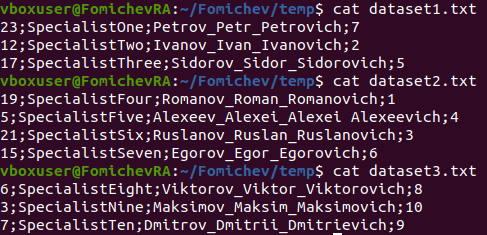 vboxuser@FomichevRA:~/Fomichev/temp$ cat dataset1.txt
23;SpecialistOne;Petrov_Petr_Petrovich;7
12;SpecialistTwo;Ivanov_Ivan_Ivanovich;2
17;SpecialistThree;Sidorov_Sidor_Sidorovich;5
vboxuser@FomichevRA:~/Fomichev/temp$ cat dataset2.txt
19;SpecialistFour;Romanov_Roman_Romanovich;1
5;SpecialistFive;Alexeev_Alexei_Alexei Alexeevich;4
21;SpecialistSix;Ruslanov_Ruslan_Ruslanovich;3
15;SpecialistSeven;Egorov_Egor_Egorovich;6
vboxuser@FomichevRA:~/Fomichev/temp$ cat dataset3.txt
6;SpecialistEight;Viktorov_Viktor_Viktorovich;8
3;SpecialistNine;Maksimov_Maksim_Maksimovich;10
7;SpecialistTen;Dmitrov_Dmitrii_Dmitrievich;9